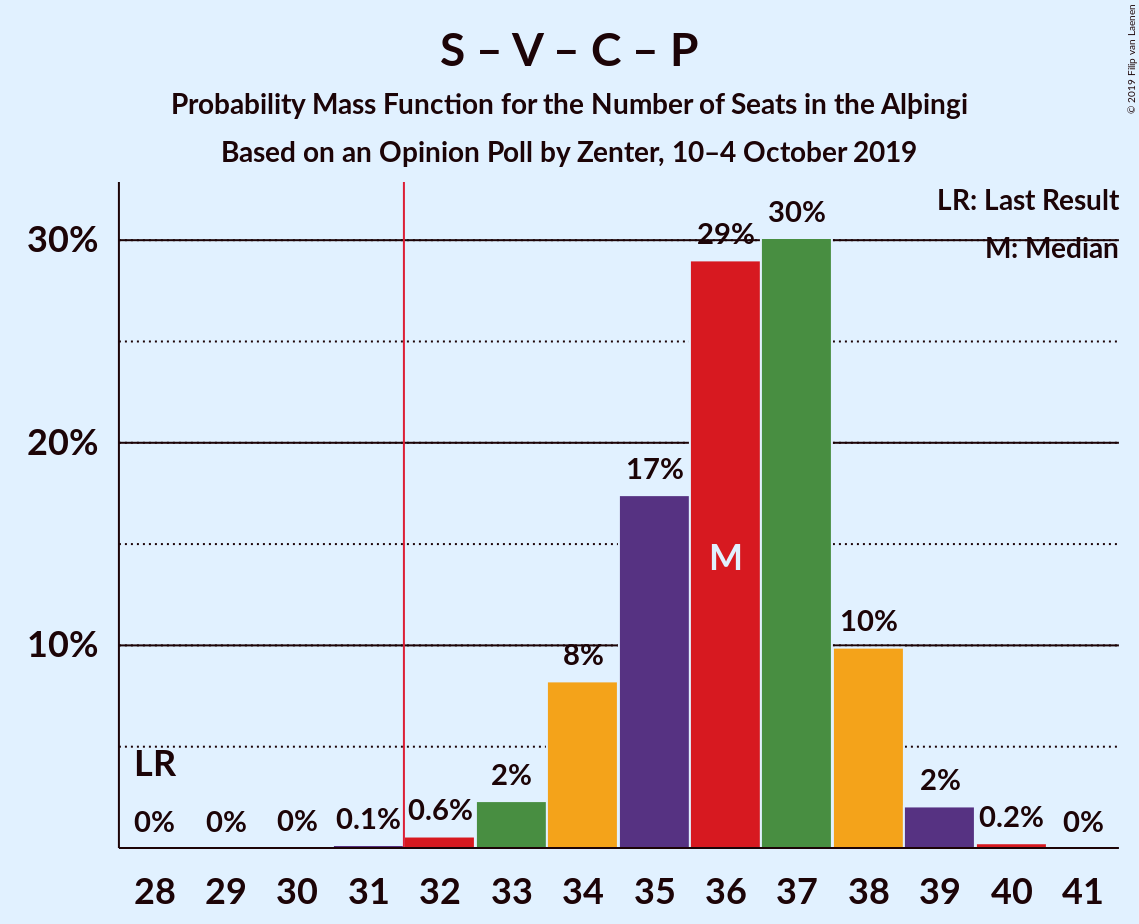 S – V – C – P
Probability Mass Function for the Number of Seats in the Alþingi
Based on an Opinion Poll by Zenter, 10–4 October 2019
© 2019 Filip van Laenen
LR: Last Result
M: Median
30%
20%
10%
LR
0%
0%
0%
0.1%
0.6%
2%
8%
17%
29%
30%
10%
2%
0.2%
0%
M
28 29 30 31 32 33 34 35 36 37 38 39 40 41